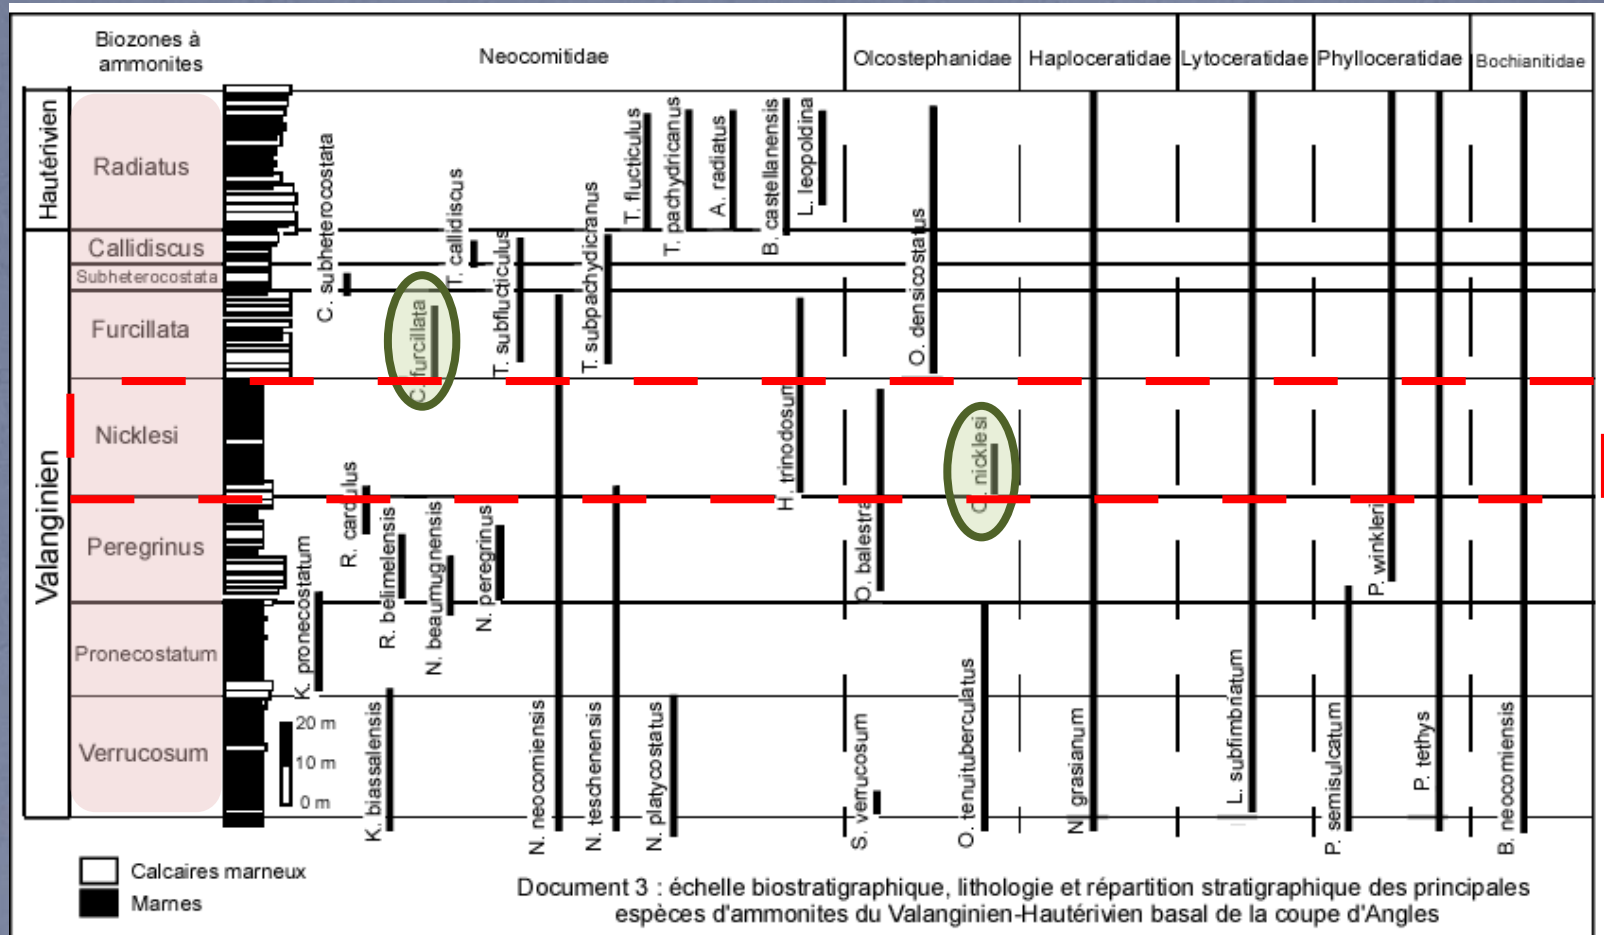 Biozones à
ammonites
Neocomitidae
Olcostephanidae
Haploceratidae
Lytoceratidae
Phylloceratidae
Bochianitidae
Hautérivien
Valanginien
Radiatus
Callidiscus
Subheterocostata
Furcillata
Nicklesi
Peregrinus
Pronecostatum
Verrucosum
C. subheterocostata
T. callidiscus
C. furcillata
T. subflucticulus
T. subpachydicranus
T. flucticulus
T. pachydricanus
A. radiatus
B. castellanensis
L. leopoldina
O. densicostatus
H. trinodosum
O. nicklesi
R. carculus
R. belimelensis
N. beaumugnensis
N. peregrinus
K. pronecostatum
O. balestra
P. winkleri
K. biassalensis
N. neocomiensis
N. teschenensis
N. platycostatus
S. verrucosum
O. tenuituberculatus
N. grasianum
L. subfimbriatum
P. semisulcatum
P. tethys
B. neocomiensis
20 m
10 m
0 m
Calcaires marneux
Marnes
Document 3 : échelle biostratigraphique, lithologie et répartition stratigraphique des principales
espèces d'ammonites du Valanginien-Hautérivien basal de la coupe d'Angles